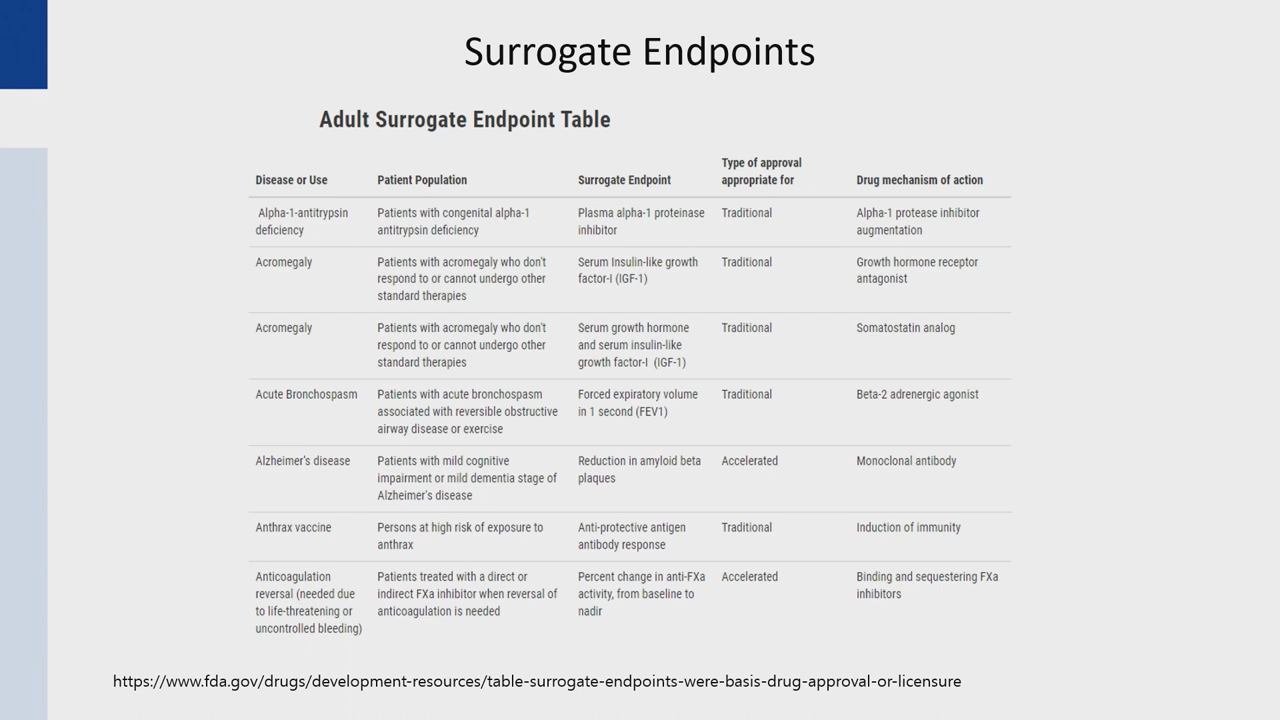 Surrogate Endpoints
Adult Surrogate Endpoint Table
Disease or Use
Patient Population
Surrogate Endpoint
Type of approval
appropriate for
Drug mechanism of action
Alpha-1-antitrypsin
deficiency
Patients with congenital alpha-1
antitrypsin deficiency
Plasma alpha-1 proteinase
inhibitor
Traditional
Alpha-1 protease inhibitor
augmentation
Acromegaly
Patients with acromegaly who don't
respond to or cannot undergo other
standard therapies
Serum Insulin-like growth
factor-I (IGF-1)
Traditional
Growth hormone receptor
antagonist
Acromegaly
Patients with acromegaly who don't
respond to or cannot undergo other
standard therapies
Serum growth hormone
and serum insulin-like
growth factor-I (IGF-1)
Traditional
Somatostatin analog
Acute Bronchospasm
Patients with acute bronchospasm
associated with reversible obstructive
airway disease or exercise
Forced expiratory volume
in 1 second (FEV1)
Traditional
Beta-2 adrenergic agonist
Alzheimer's disease
Patients with mild cognitive
impairment or mild dementia stage of
Alzheimer's disease
Reduction in amyloid beta
plaques
Accelerated
Monoclonal antibody
Anthrax vaccine
Persons at high risk of exposure to
anthrax
Anti-protective antigen
antibody response
Traditional
Induction of immunity
Anticoagulation
reversal (needed due
to life-threatening or
uncontrolled bleeding)
Patients treated with a direct or
indirect FXa inhibitor when reversal of
anticoagulation is needed
Percent change in anti-FXa
activity, from baseline to
nadir
Accelerated
Binding and sequestering FXa
inhibitors
https://www.fda.gov/drugs/development-resources/table-surrogate-endpoints-were-basis-drug-approval-or-licensure